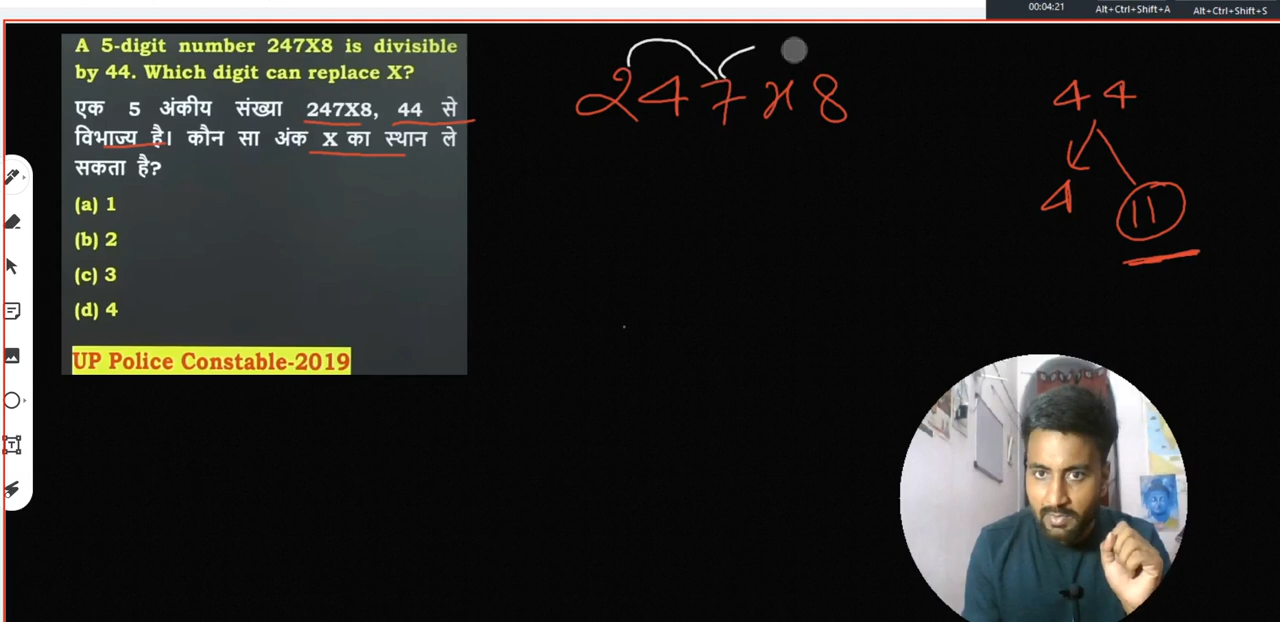 00:04:21 Alt+Ctrl+Shift+A Alt+Ctrl+Shift+S
A 5-digit number 247X8 is divisible
by 44. Which digit can replace X?
एक 5 अंकीय संख्या 247X8, 44 से
विभाज्य है। कौन सा अंक X का स्थान ले
सकता है?
(a) 1
(b) 2
(c) 3
(d) 4
UP Police Constable-2019
247x8
44
4 11